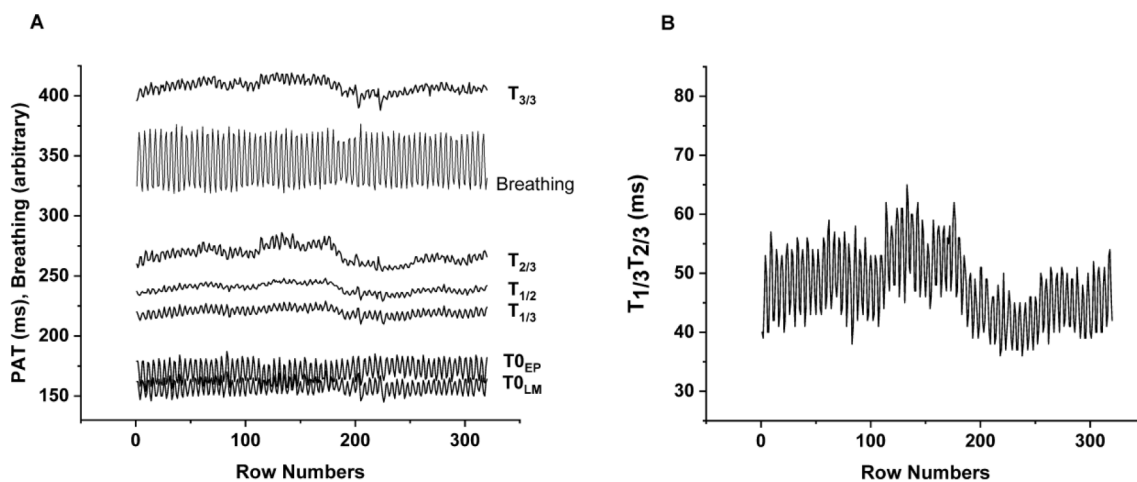 A
B
PAT (ms), Breathing (arbitrary)
400
350
300
250
200
150
T3/3
Breathing
T2/3
T1/2
T1/3
T0EP
T0LM
0
100
200
300
Row Numbers
T1/3T2/3 (ms)
80
70
60
50
40
30
0
100
200
300
Row Numbers